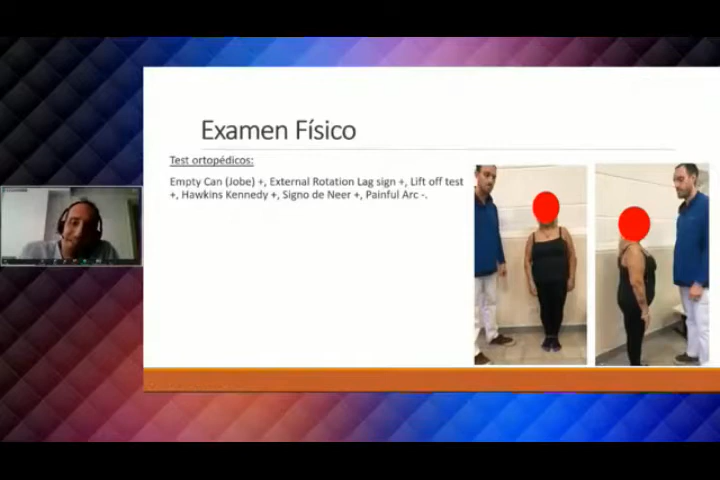 Examen Físico
Test ortopédicos:
Empty Can (Jobe) +, External Rotation Lag sign +, Lift off test
+, Hawkins Kennedy +, Signo de Neer +, Painful Arc -.